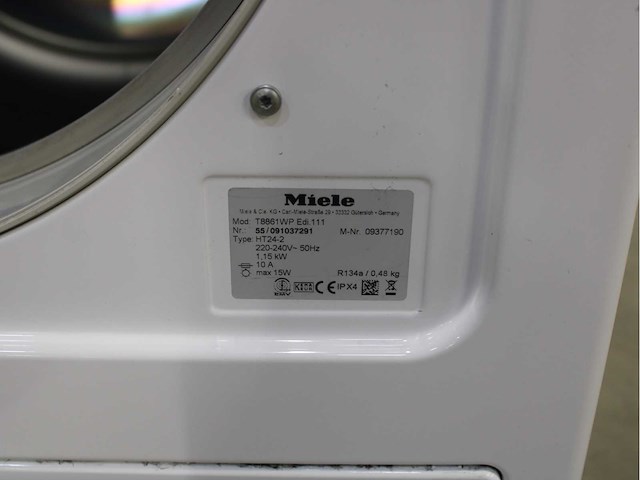 Miele
Miele & Cie. KG • Carl-Miele-Straße 29 • 33332 Gütersloh • Germany
Mod: T8861WP Edi.111
Nr.: 55/091037291 M-Nr. 09377190
Type: HT24-2
220-240V~ 50Hz
1,15 kW
10 A
max 15W R134a / 0,48 kg
CE IPX4